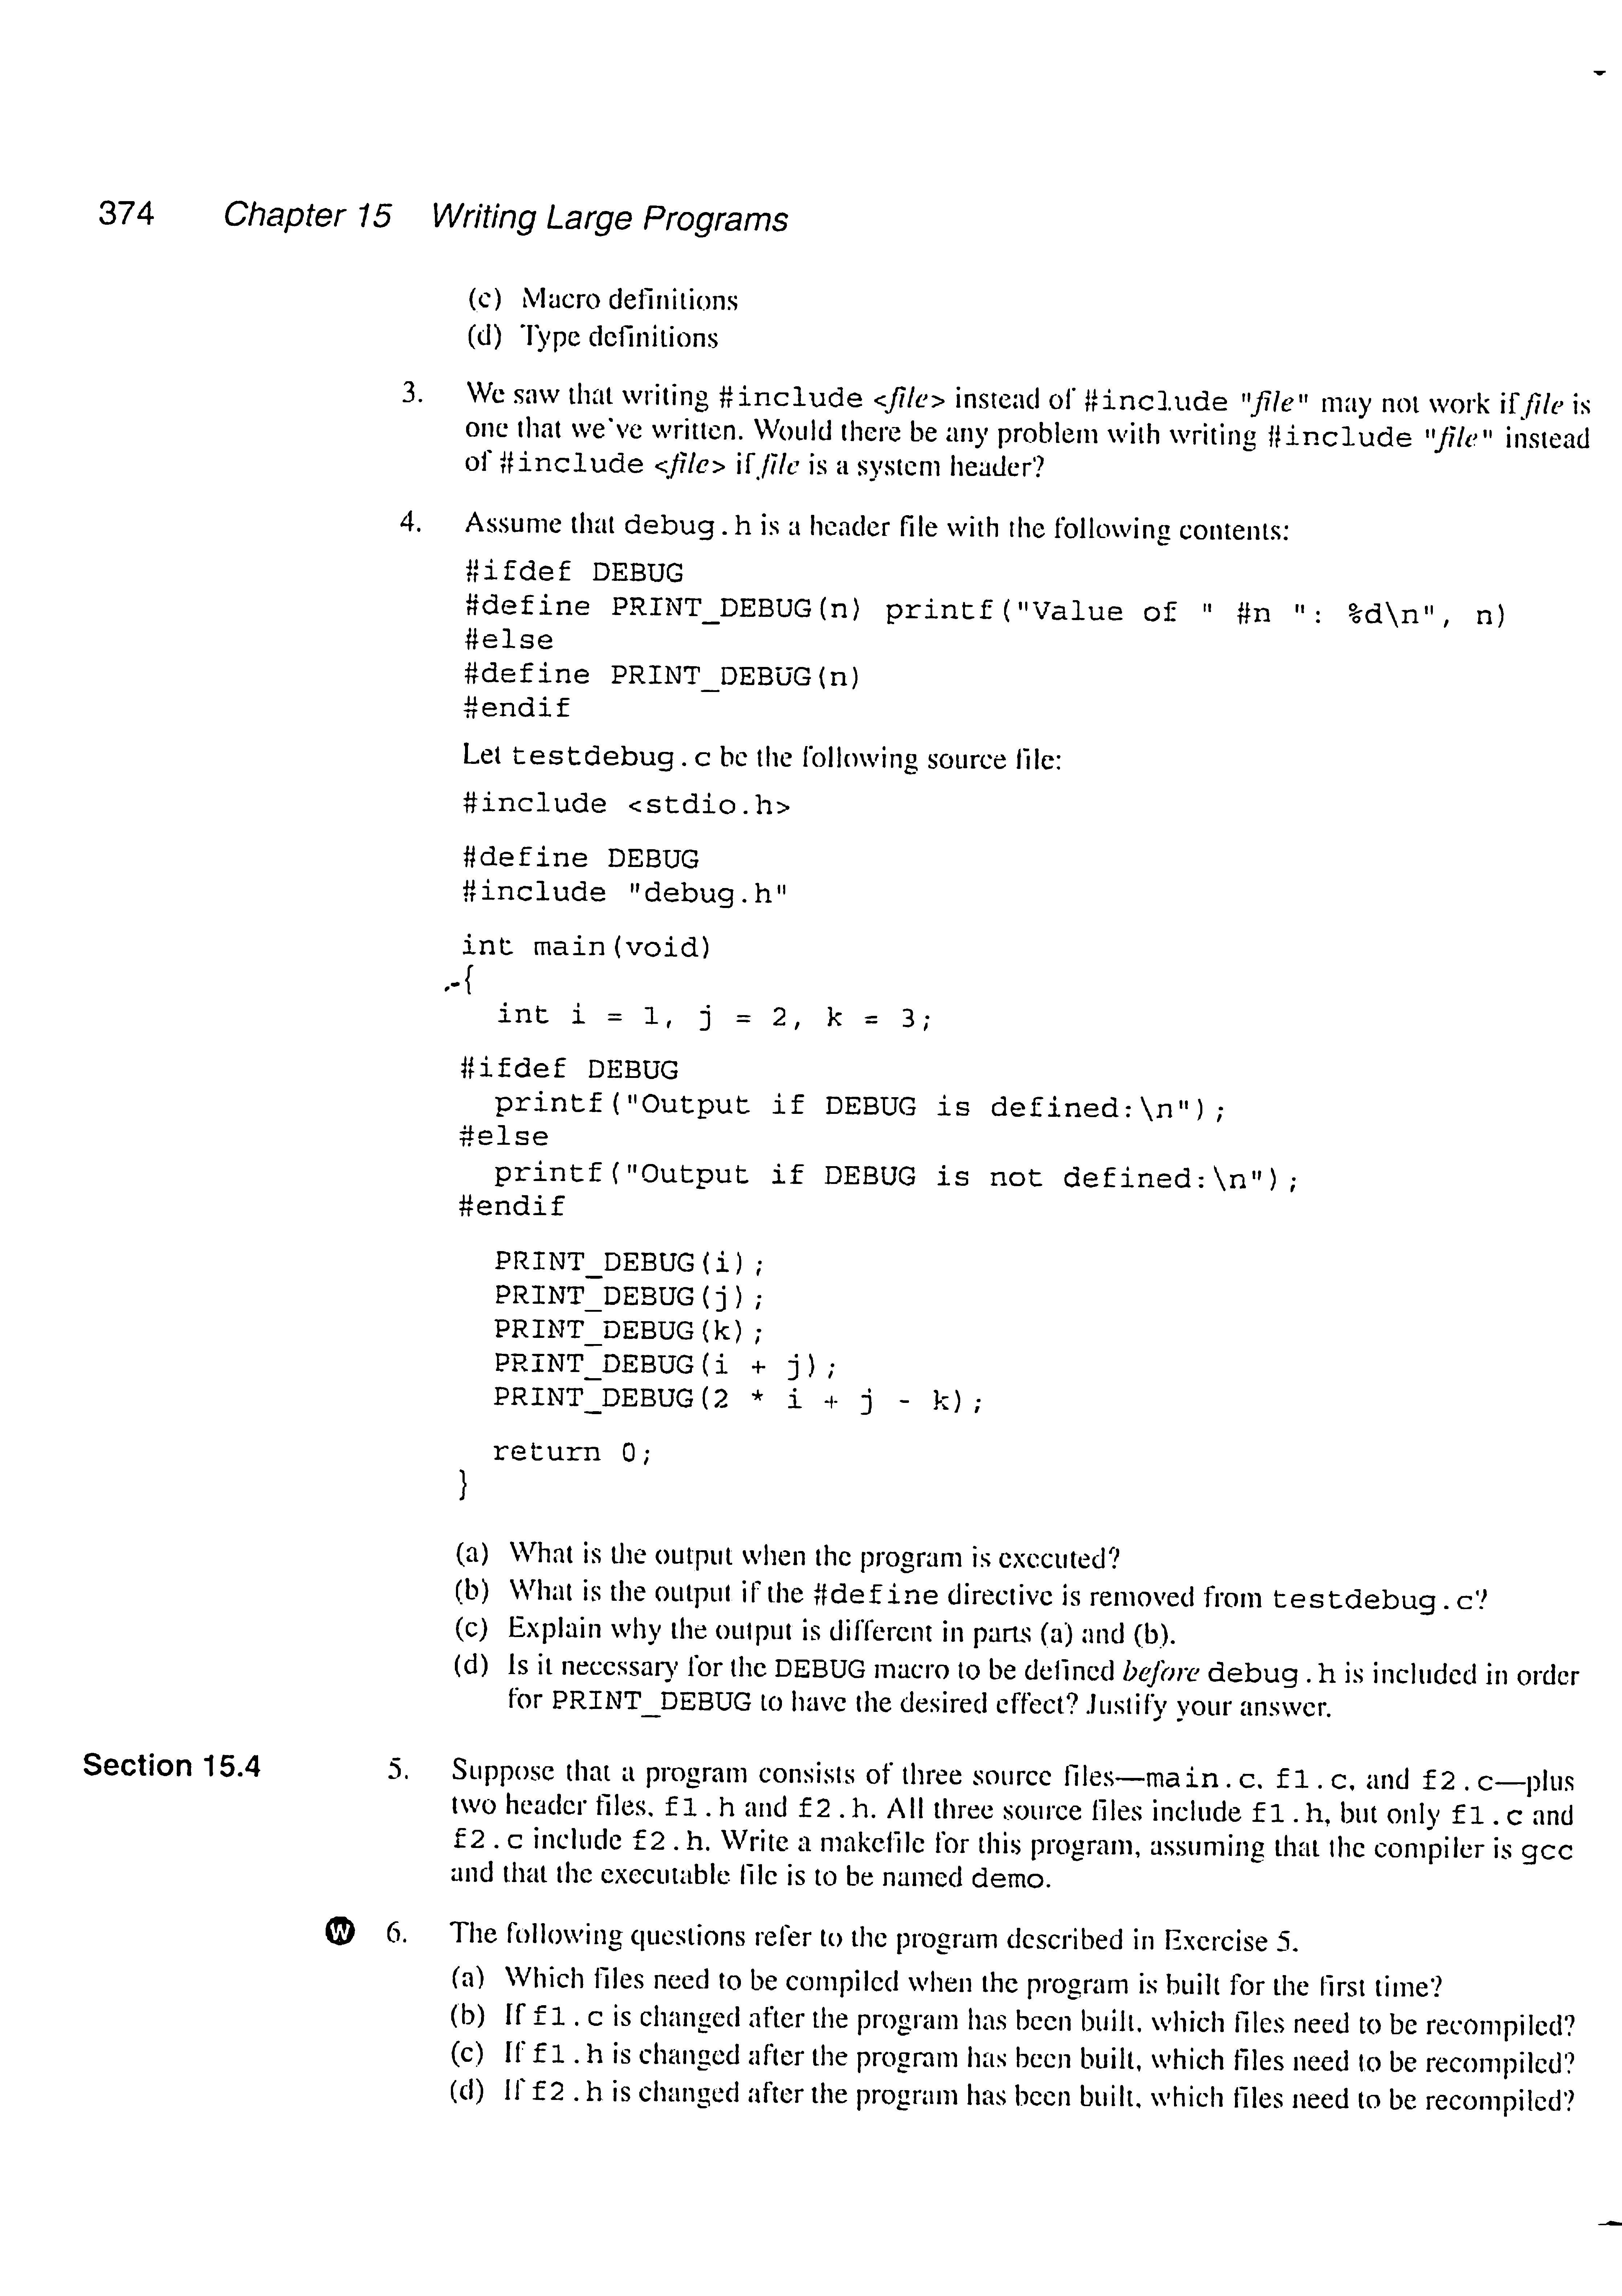 374 Chapter 15 Writing Large Programs
(c) Macro definitions
(d) Type definitions
3. We saw that writing #include <file> instead of #include "file" may not work if file is
one that we've written. Would there be any problem with writing #include "file" instead
of #include <file> if file is a system header?
4. Assume that debug.h is a header file with the following contents:
#ifdef DEBUG
#define PRINT_DEBUG(n) printf("Value of " #n ": %d\n", n)
#else
#define PRINT_DEBUG(n)
#endif
Let testdebug.c be the following source file:
#include <stdio.h>
#define DEBUG
#include "debug.h"
int main(void)
{
int i = 1, j = 2, k = 3;
#ifdef DEBUG
printf("Output if DEBUG is defined:\n");
#else
printf("Output if DEBUG is not defined:\n");
#endif
PRINT_DEBUG(i);
PRINT_DEBUG(j);
PRINT_DEBUG(k);
PRINT_DEBUG(i + j);
PRINT_DEBUG(2 * i + j - k);
return 0;
}
(a) What is the output when the program is executed?
(b) What is the output if the #define directive is removed from testdebug.c?
(c) Explain why the output is different in parts (a) and (b).
(d) Is it necessary for the DEBUG macro to be defined before debug.h is included in order
for PRINT_DEBUG to have the desired effect? Justify your answer.
Section 15.4 5. Suppose that a program consists of three source files—main.c, f1.c, and f2.c—plus
two header files, f1.h and f2.h. All three source files include f1.h, but only f1.c and
f2.c include f2.h. Write a makefile for this program, assuming that the compiler is gcc
and that the executable file is to be named demo.
W 6. The following questions refer to the program described in Exercise 5.
(a) Which files need to be compiled when the program is built for the first time?
(b) If f1.c is changed after the program has been built, which files need to be recompiled?
(c) If f1.h is changed after the program has been built, which files need to be recompiled?
(d) If f2.h is changed after the program has been built, which files need to be recompiled?